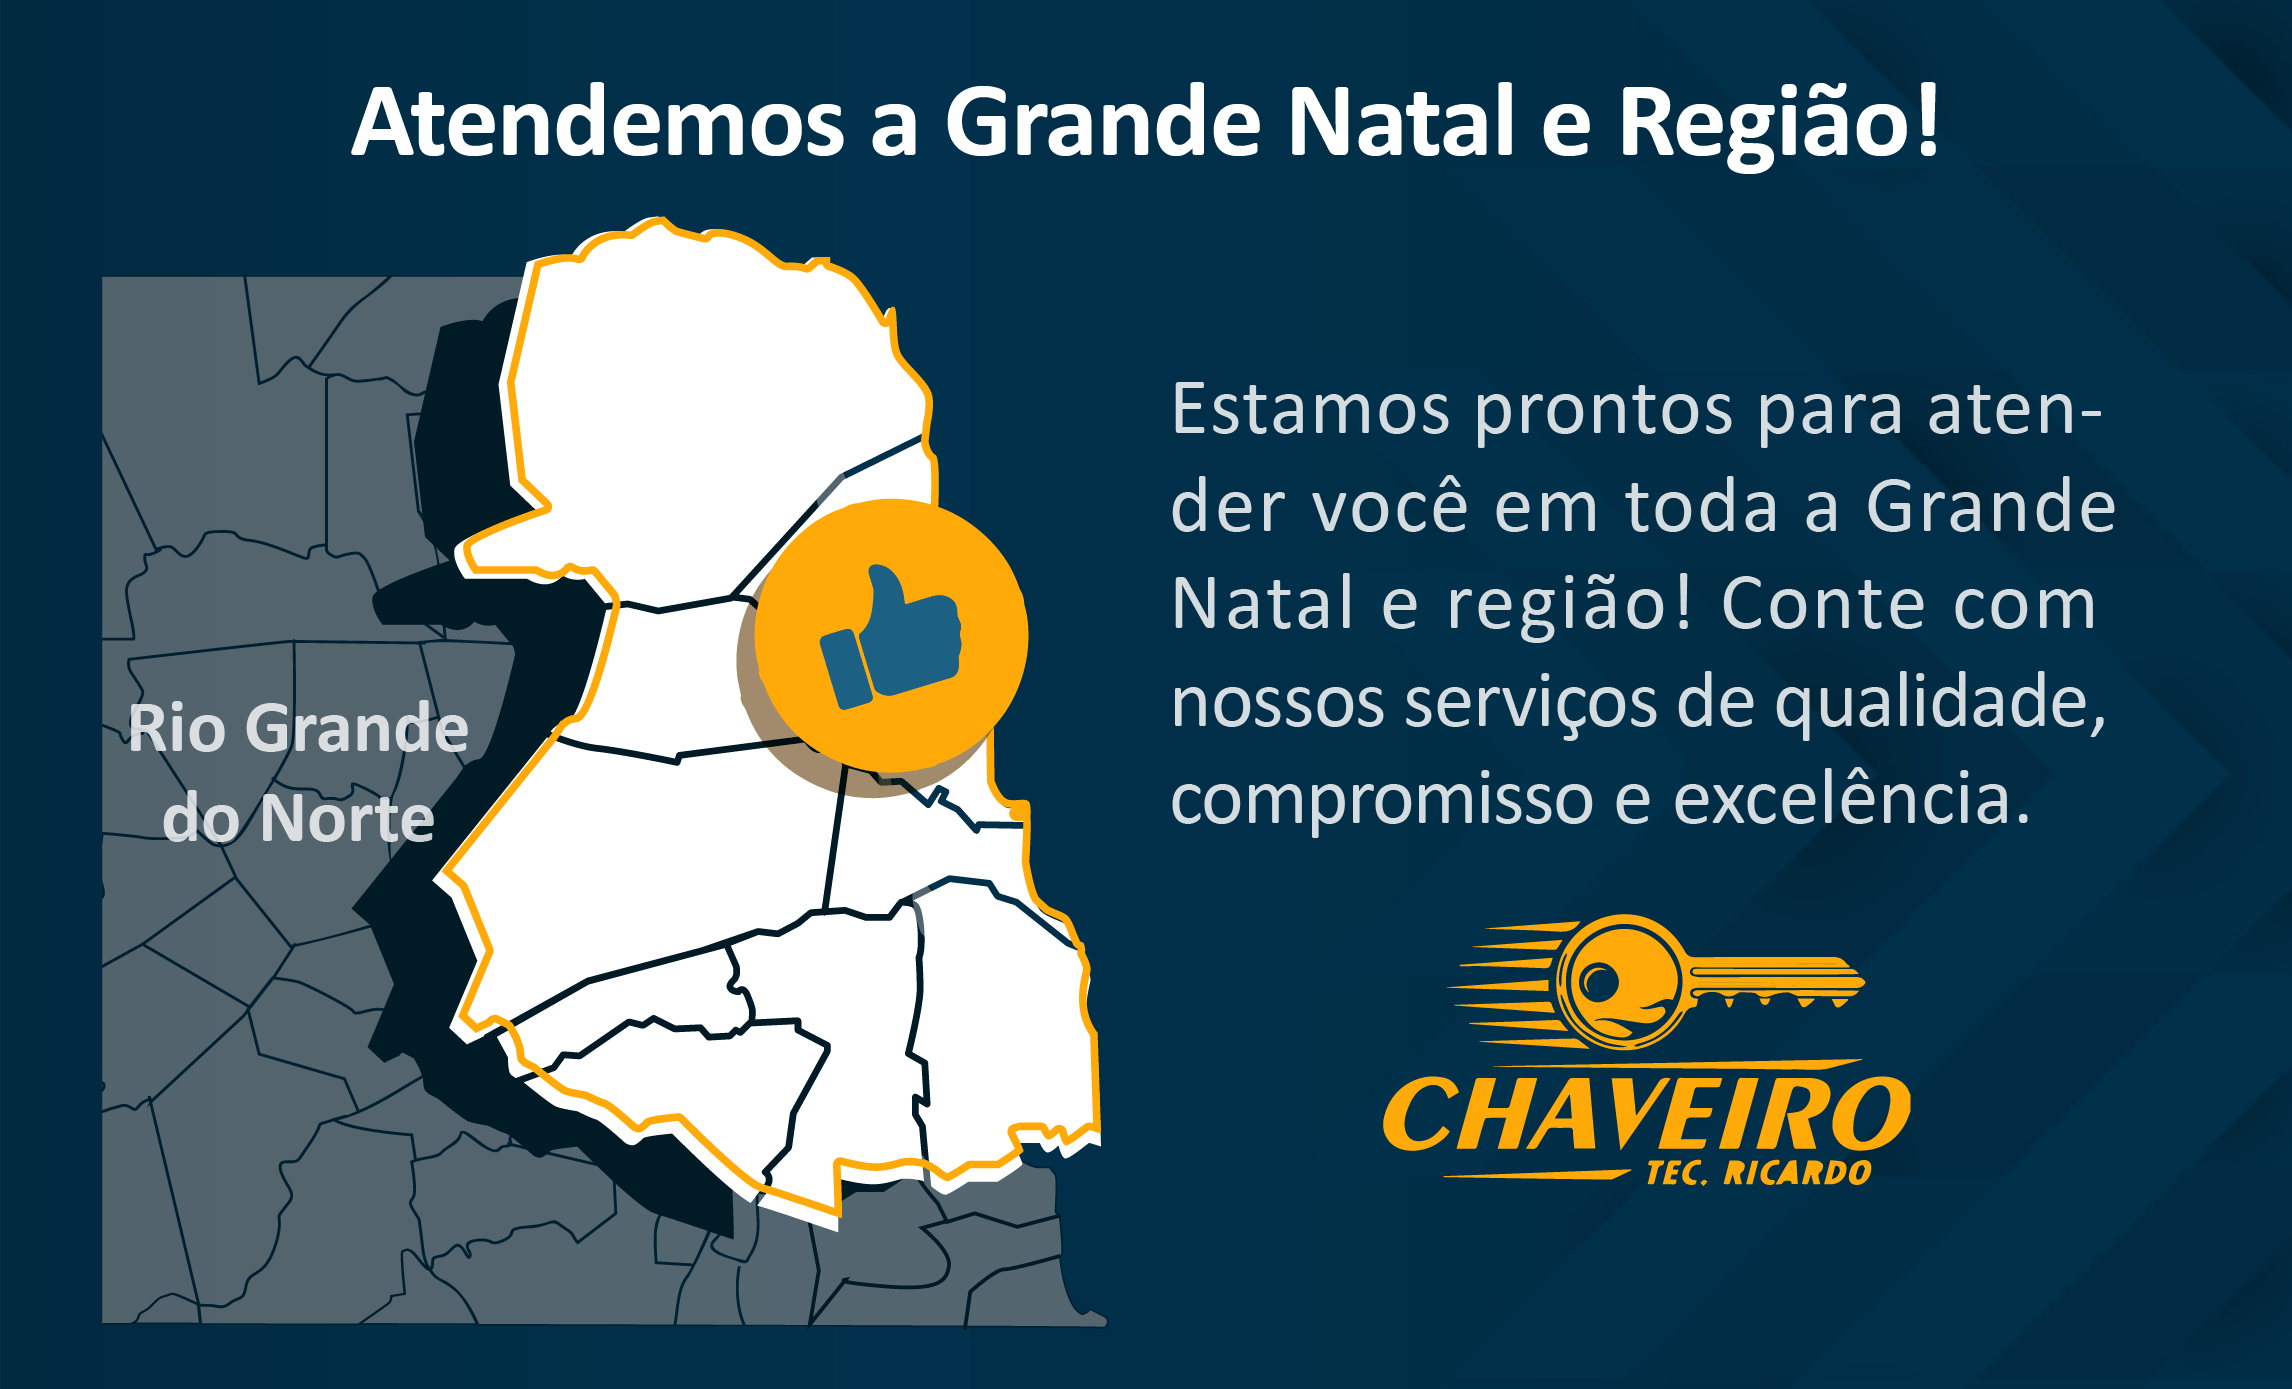 Atendemos a Grande Natal e Região!
Rio Grande
do Norte
Estamos prontos para aten-
der você em toda a Grande
Natal e região! Conte com
nossos serviços de qualidade,
compromisso e excelência.
CHAVEIRO
TEC. RICARDO